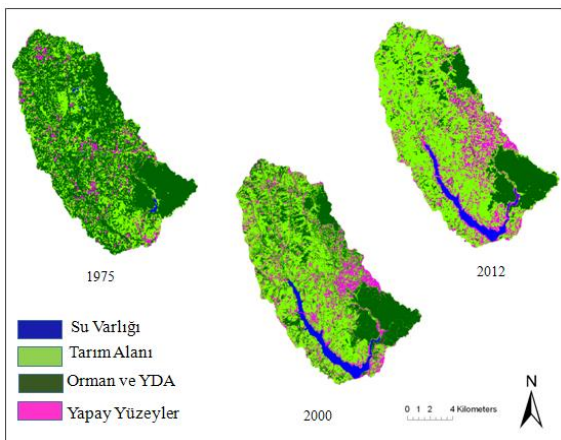 1975
2012
2000
Su Varlığı
Tarım Alanı
Orman ve YDA
Yapay Yüzeyler
0 1 2 4 Kilometers
N